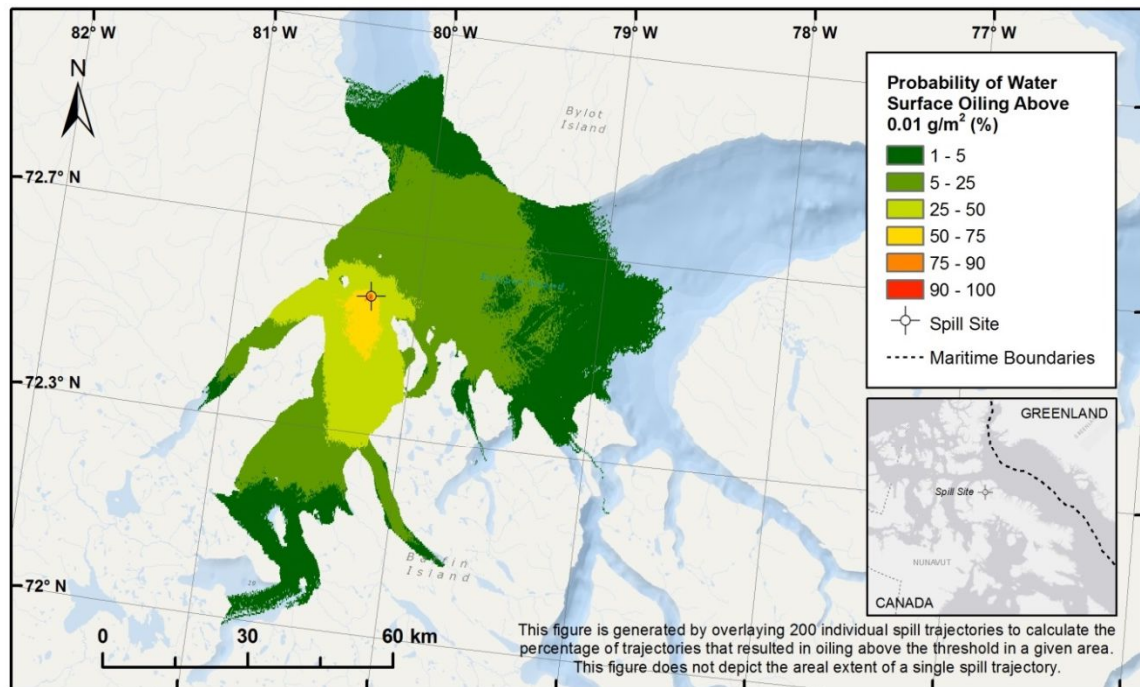 82° W 81° W 80° W 79° W 78° W 77° W
N
72.7° N
72.3° N
72° N
Bylot
Island
Baffin
Island
0 30 60 km
Probability of Water
Surface Oiling Above
0.01 g/m² (%)
1 - 5
5 - 25
25 - 50
50 - 75
75 - 90
90 - 100
Spill Site
Maritime Boundaries
GREENLAND
Spill Site
NUNAVUT
CANADA
This figure is generated by overlaying 200 individual spill trajectories to calculate the
percentage of trajectories that resulted in oiling above the threshold in a given area.
This figure does not depict the areal extent of a single spill trajectory.